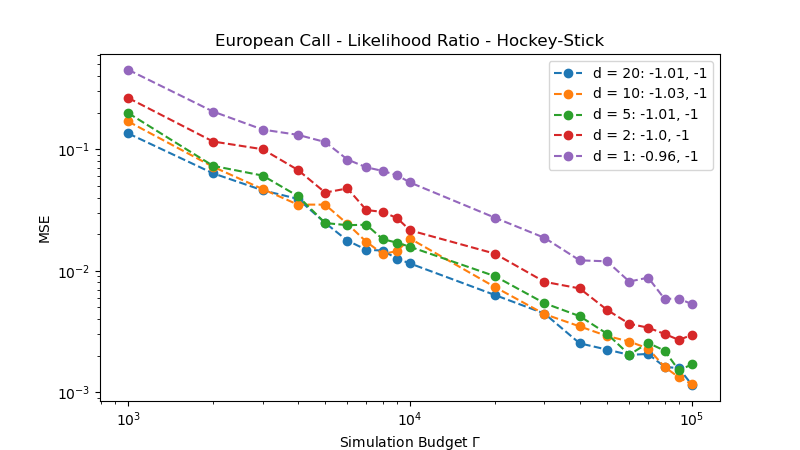 European Call - Likelihood Ratio - Hockey-Stick
d = 20: -1.01, -1
d = 10: -1.03, -1
d = 5: -1.01, -1
d = 2: -1.0, -1
d = 1: -0.96, -1
MSE
10⁻¹
10⁻²
10⁻³
10³
10⁴
10⁵
Simulation Budget Γ